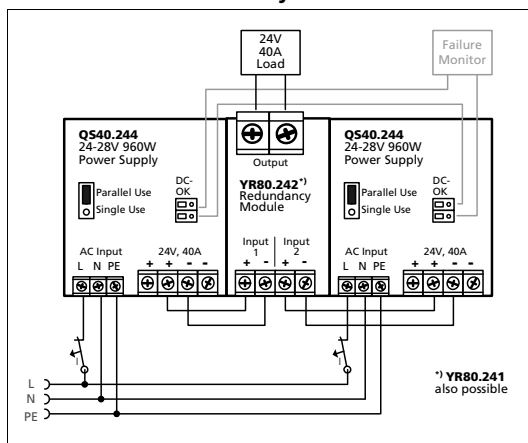 24V
40A
Load
Failure
Monitor
QS40.244
24-28V 960W
Power Supply
Parallel Use
Single Use
DC-
OK
AC Input
L N PE
24V, 40A
+ + - -
Output
YR80.242*)
Redundancy
Module
Input
1
Input
2
+ - + -
QS40.244
24-28V 960W
Power Supply
Parallel Use
Single Use
DC-
OK
AC Input
L N PE
24V, 40A
+ + - -
I
I
L
N
PE
*) YR80.241
also possible